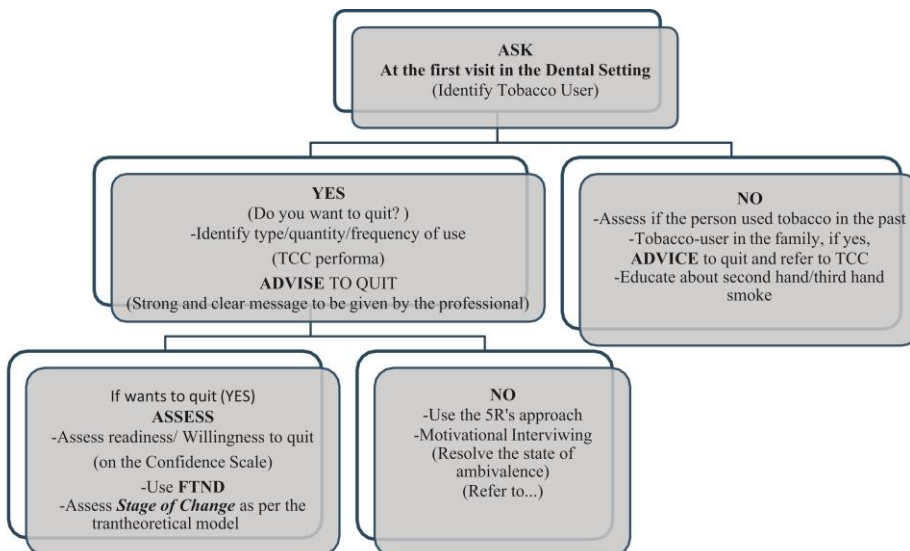 ASK
At the first visit in the Dental Setting
(Identify Tobacco User)
YES
(Do you want to quit? )
-Identify type/quantity/frequency of use
(TCC performa)
ADVISE TO QUIT
(Strong and clear message to be given by the professional)
NO
-Assess if the person used tobacco in the past
-Tobacco-user in the family, if yes,
ADVICE to quit and refer to TCC
-Educate about second hand/third hand
smoke
If wants to quit (YES)
ASSESS
-Assess readiness/ Willingness to quit
(on the Confidence Scale)
-Use FTND
-Assess Stage of Change as per the
trantheoretical model
NO
-Use the 5R's approach
-Motivational Interviwing
(Resolve the state of
ambivalence)
(Refer to...)